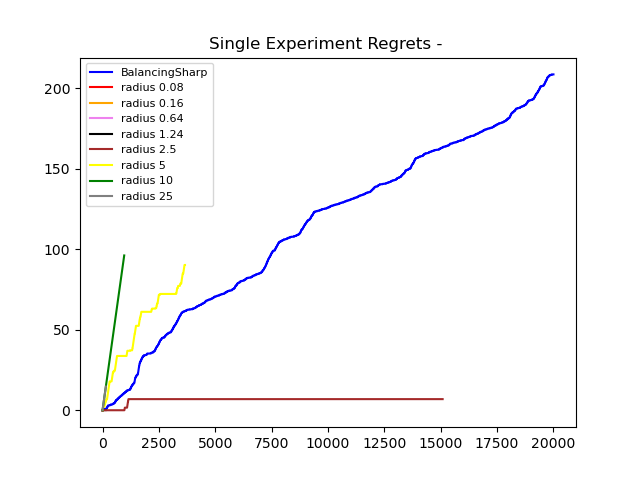 Single Experiment Regrets -
BalancingSharp
radius 0.08
radius 0.16
radius 0.64
radius 1.24
radius 2.5
radius 5
radius 10
radius 25
200
150
100
50
0
0 2500 5000 7500 10000 12500 15000 17500 20000